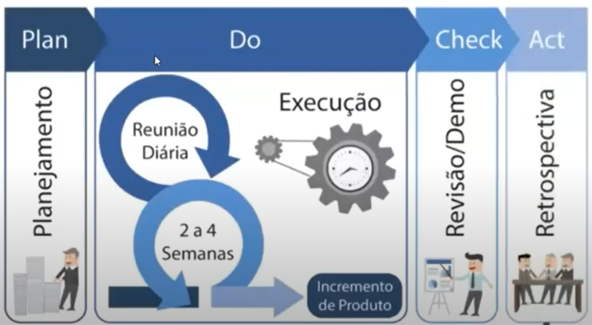 Plan
Do
Check
Act
Planejamento
Reunião
Diária
2 a 4
Semanas
Execução
Incremento
de Produto
Revisão/Demo
Retrospectiva